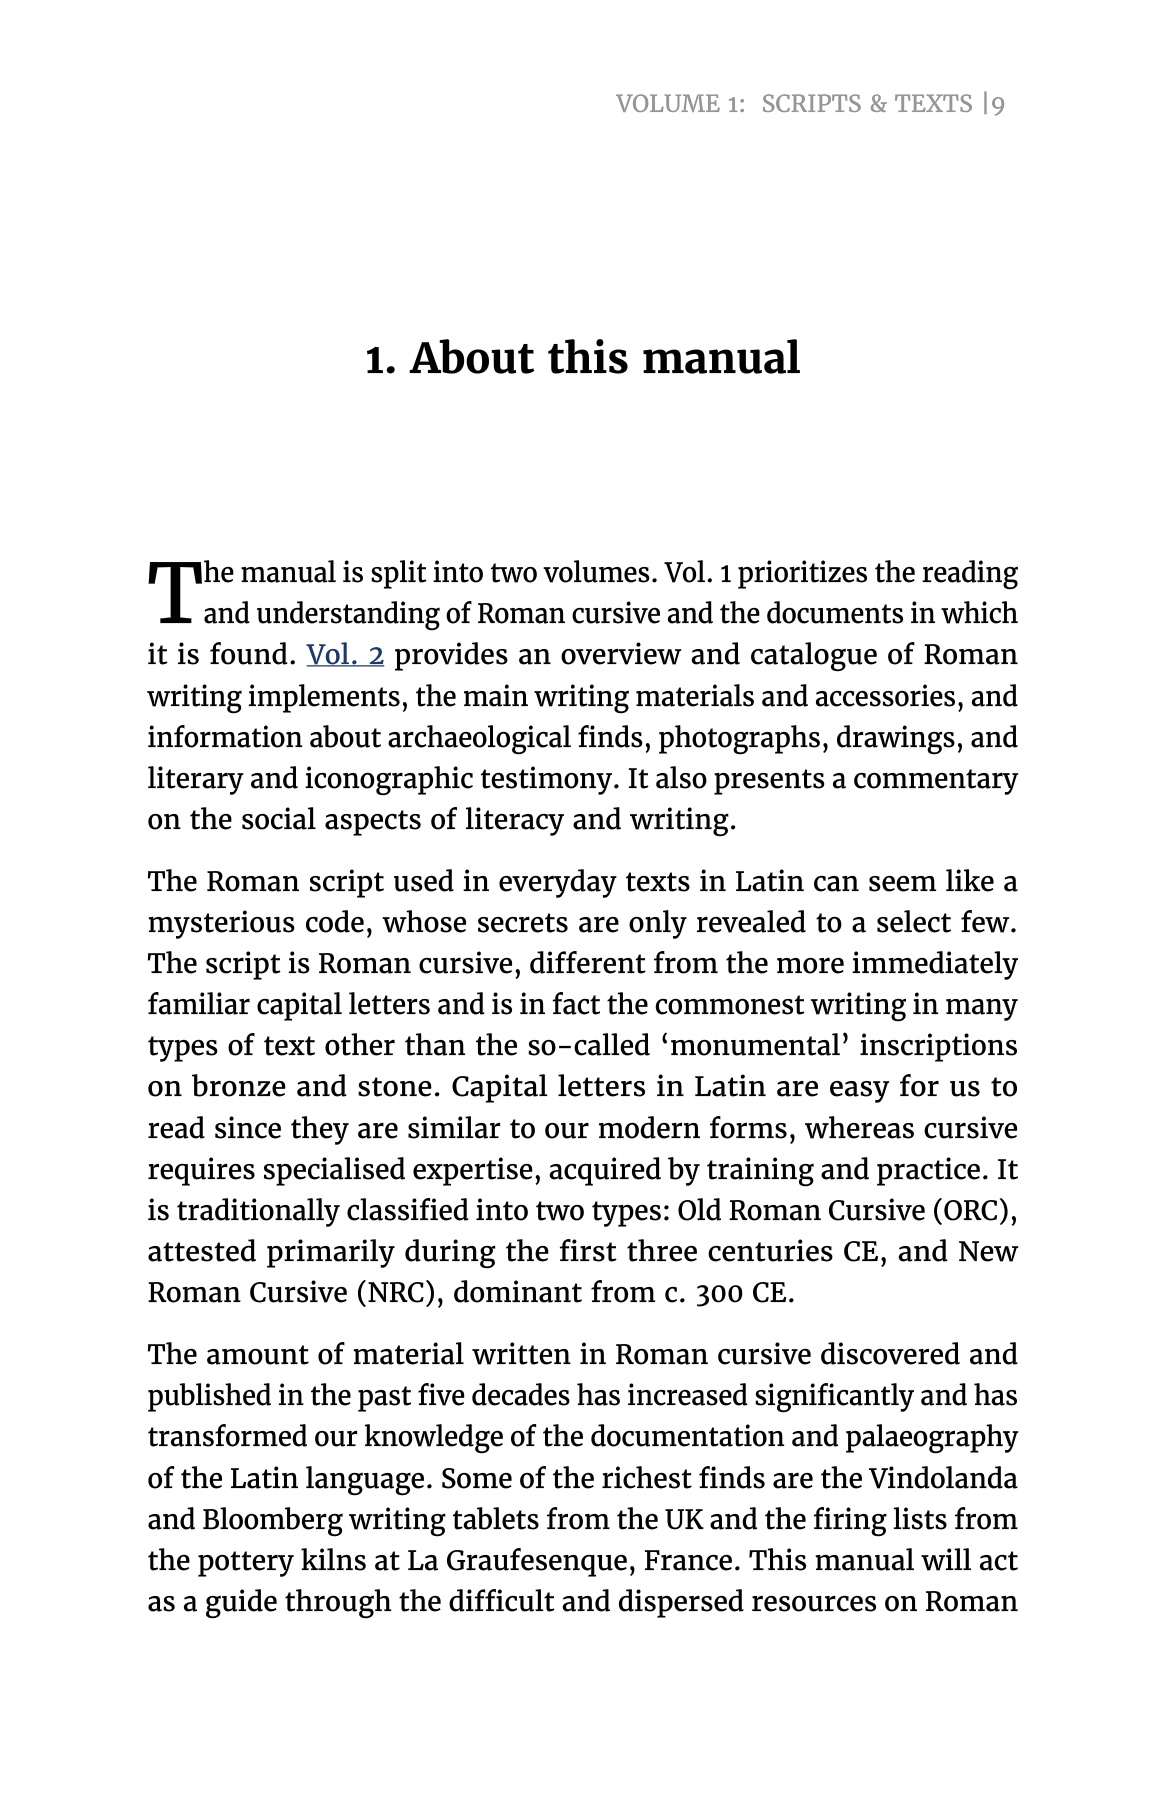 VOLUME 1: SCRIPTS & TEXTS |9
1. About this manual
The manual is split into two volumes. Vol. 1 prioritizes the reading
and understanding of Roman cursive and the documents in which
it is found. Vol. 2 provides an overview and catalogue of Roman
writing implements, the main writing materials and accessories, and
information about archaeological finds, photographs, drawings, and
literary and iconographic testimony. It also presents a commentary
on the social aspects of literacy and writing.
The Roman script used in everyday texts in Latin can seem like a
mysterious code, whose secrets are only revealed to a select few.
The script is Roman cursive, different from the more immediately
familiar capital letters and is in fact the commonest writing in many
types of text other than the so-called ‘monumental’ inscriptions
on bronze and stone. Capital letters in Latin are easy for us to
read since they are similar to our modern forms, whereas cursive
requires specialised expertise, acquired by training and practice. It
is traditionally classified into two types: Old Roman Cursive (ORC),
attested primarily during the first three centuries CE, and New
Roman Cursive (NRC), dominant from c. 300 CE.
The amount of material written in Roman cursive discovered and
published in the past five decades has increased significantly and has
transformed our knowledge of the documentation and palaeography
of the Latin language. Some of the richest finds are the Vindolanda
and Bloomberg writing tablets from the UK and the firing lists from
the pottery kilns at La Graufesenque, France. This manual will act
as a guide through the difficult and dispersed resources on Roman